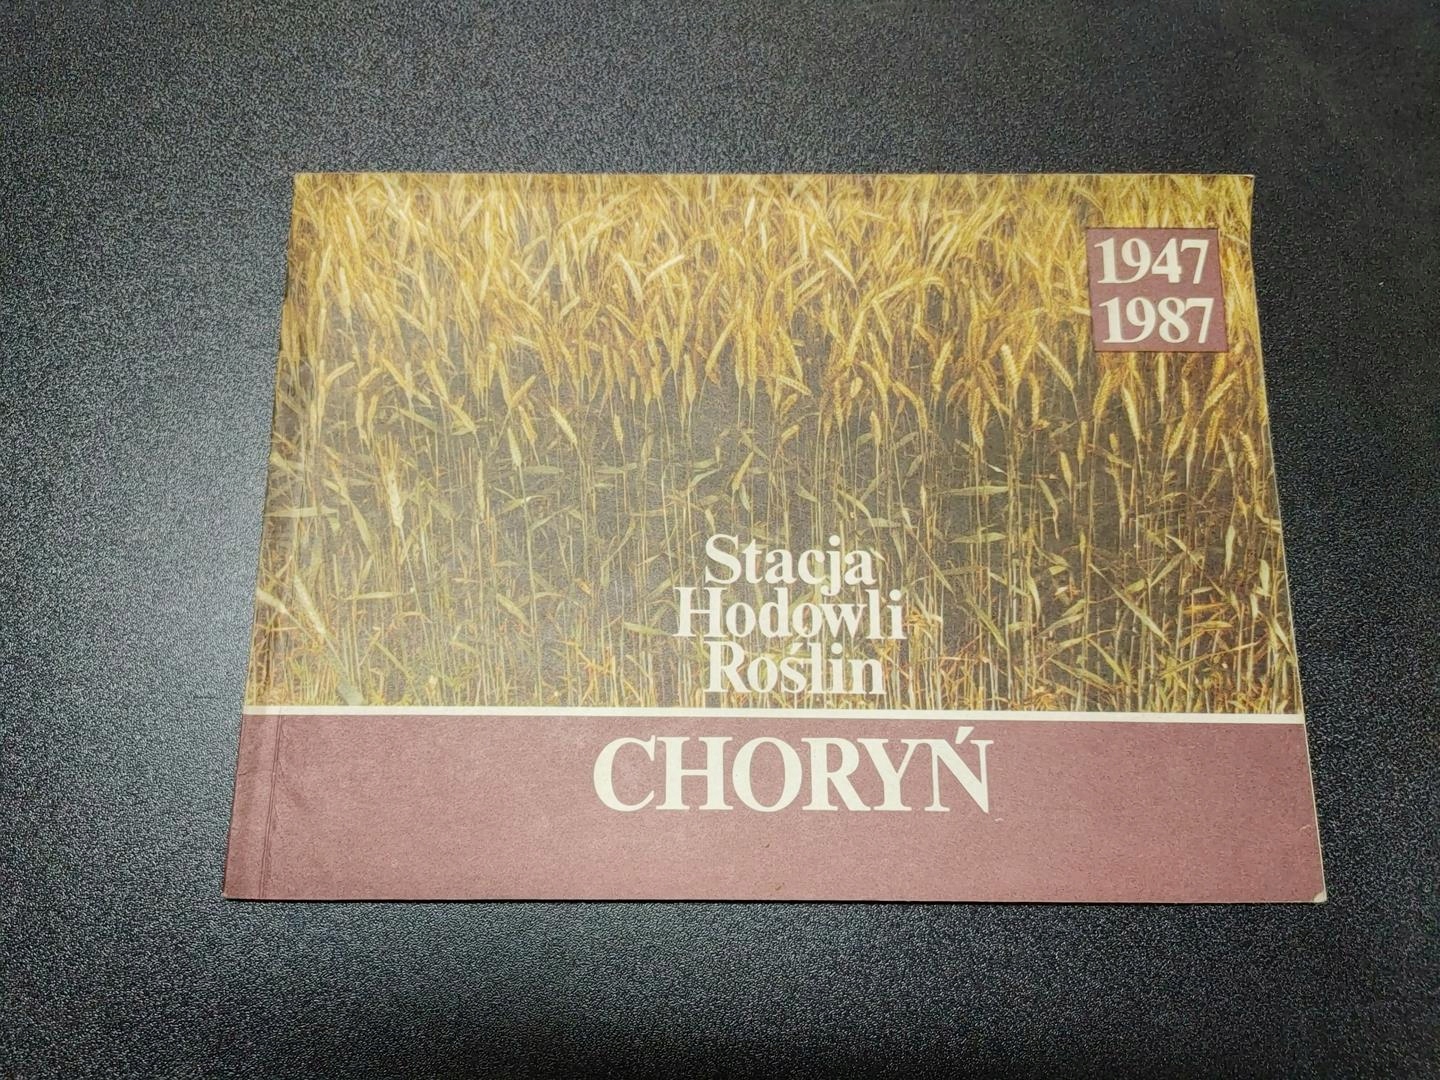 1947
1987
Stacja
Hodowli
Roślin
CHORYŃ